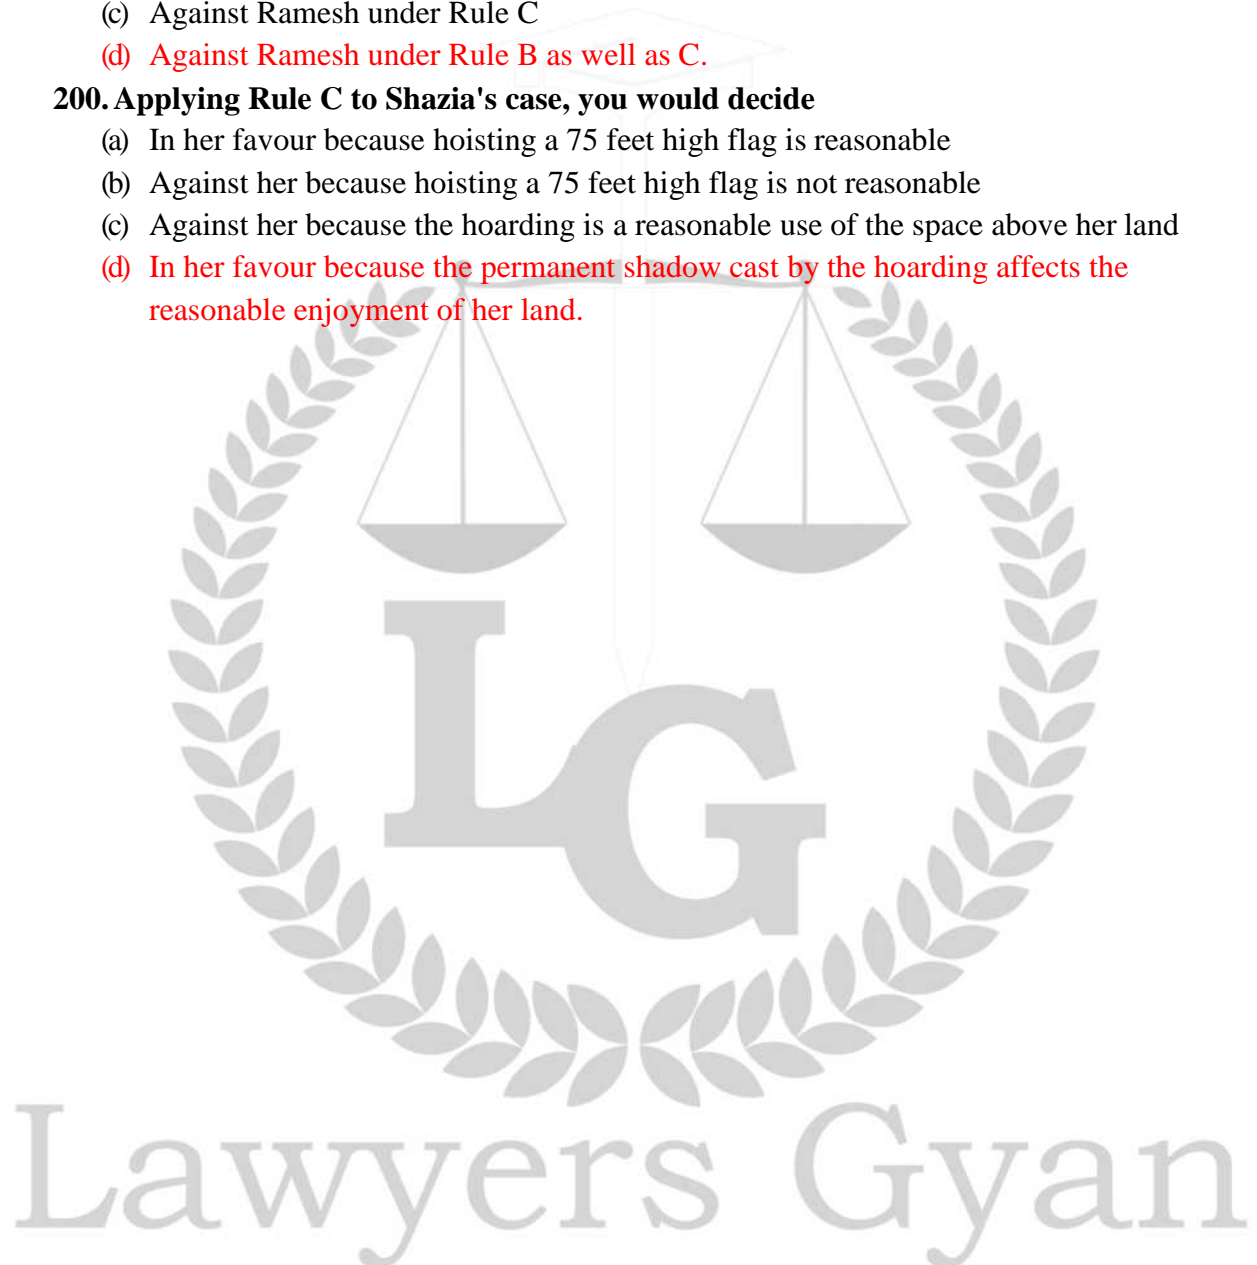 (c) Against Ramesh under Rule C
(d) Against Ramesh under Rule B as well as C.
200. Applying Rule C to Shazia's case, you would decide
(a) In her favour because hoisting a 75 feet high flag is reasonable
(b) Against her because hoisting a 75 feet high flag is not reasonable
(c) Against her because the hoarding is a reasonable use of the space above her land
(d) In her favour because the permanent shadow cast by the hoarding affects the
reasonable enjoyment of her land.
LG
Lawyers Gyan